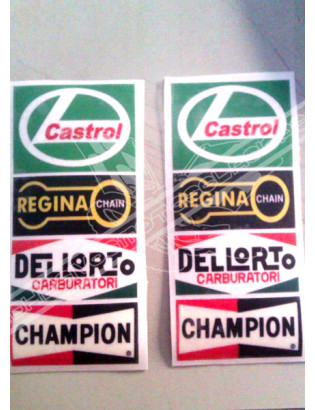 Castrol
REGINA CHAIN
DELLORTO
CARBURATORI
CHAMPION
®
Castrol
REGINA CHAIN
DELLORTO
CARBURATORI
CHAMPION
®